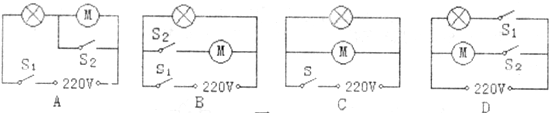 M S₂ S₁ 220V A
S₂ M S₁ 220V B
M S 220V C
S₁ M S₂ 220V D